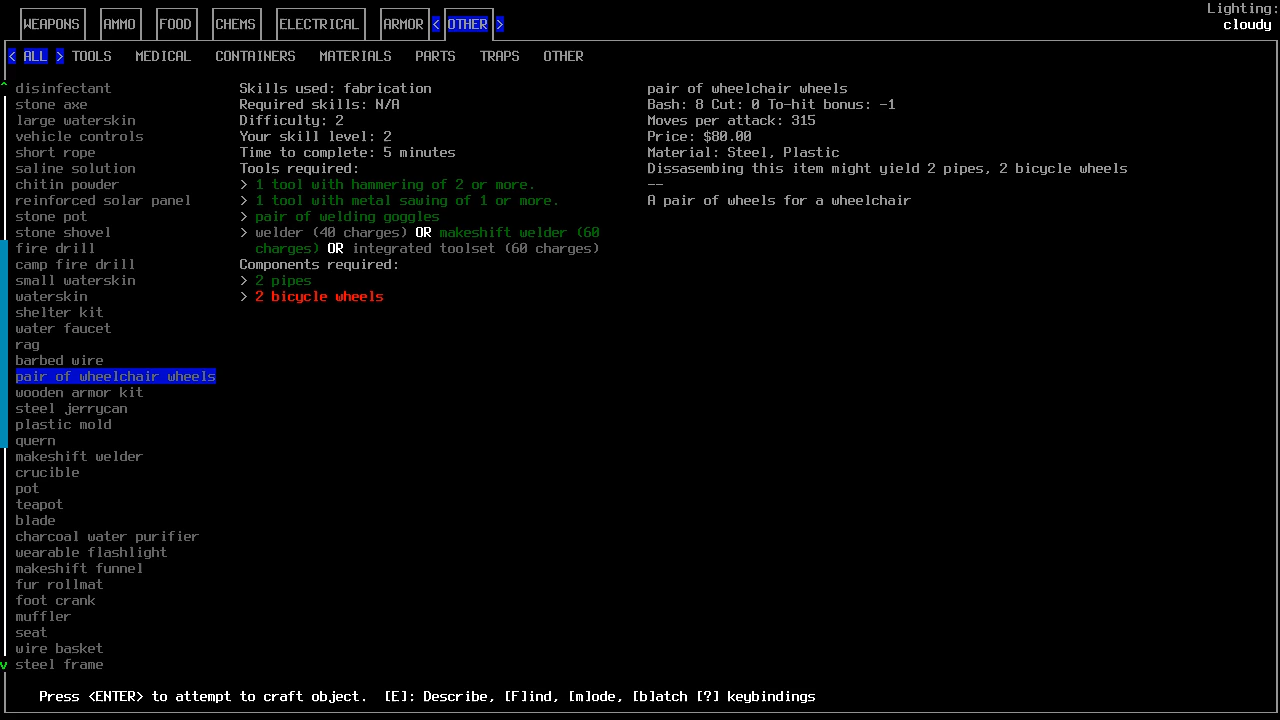 Lighting:
WEAPONS AMMO FOOD CHEMS ELECTRICAL ARMOR < OTHER > cloudy
< ALL > TOOLS MEDICAL CONTAINERS MATERIALS PARTS TRAPS OTHER
^ disinfectant Skills used: fabrication pair of wheelchair wheels
stone axe Required skills: N/A Bash: 8 Cut: 0 To-hit bonus: -1
large waterskin Difficulty: 2 Moves per attack: 315
vehicle controls Your skill level: 2 Price: $80.00
short rope Time to complete: 5 minutes Material: Steel, Plastic
saline solution Tools required: Dissasembing this item might yield 2 pipes, 2 bicycle wheels
chitin powder > 1 tool with hammering of 2 or more. --
reinforced solar panel > 1 tool with metal sawing of 1 or more. A pair of wheels for a wheelchair
stone pot > pair of welding goggles
stone shovel > welder (40 charges) OR makeshift welder (60
fire drill charges) OR integrated toolset (60 charges)
camp fire drill Components required:
small waterskin > 2 pipes
waterskin > 2 bicycle wheels
shelter kit
water faucet
rag
barbed wire
pair of wheelchair wheels
wooden armor kit
steel jerrycan
plastic mold
quern
makeshift welder
crucible
pot
teapot
blade
charcoal water purifier
wearable flashlight
makeshift funnel
fur rollmat
foot crank
muffler
seat
wire basket
v steel frame
Press <ENTER> to attempt to craft object. [E]: Describe, [F]ind, [m]ode, [b]atch [?] keybindings